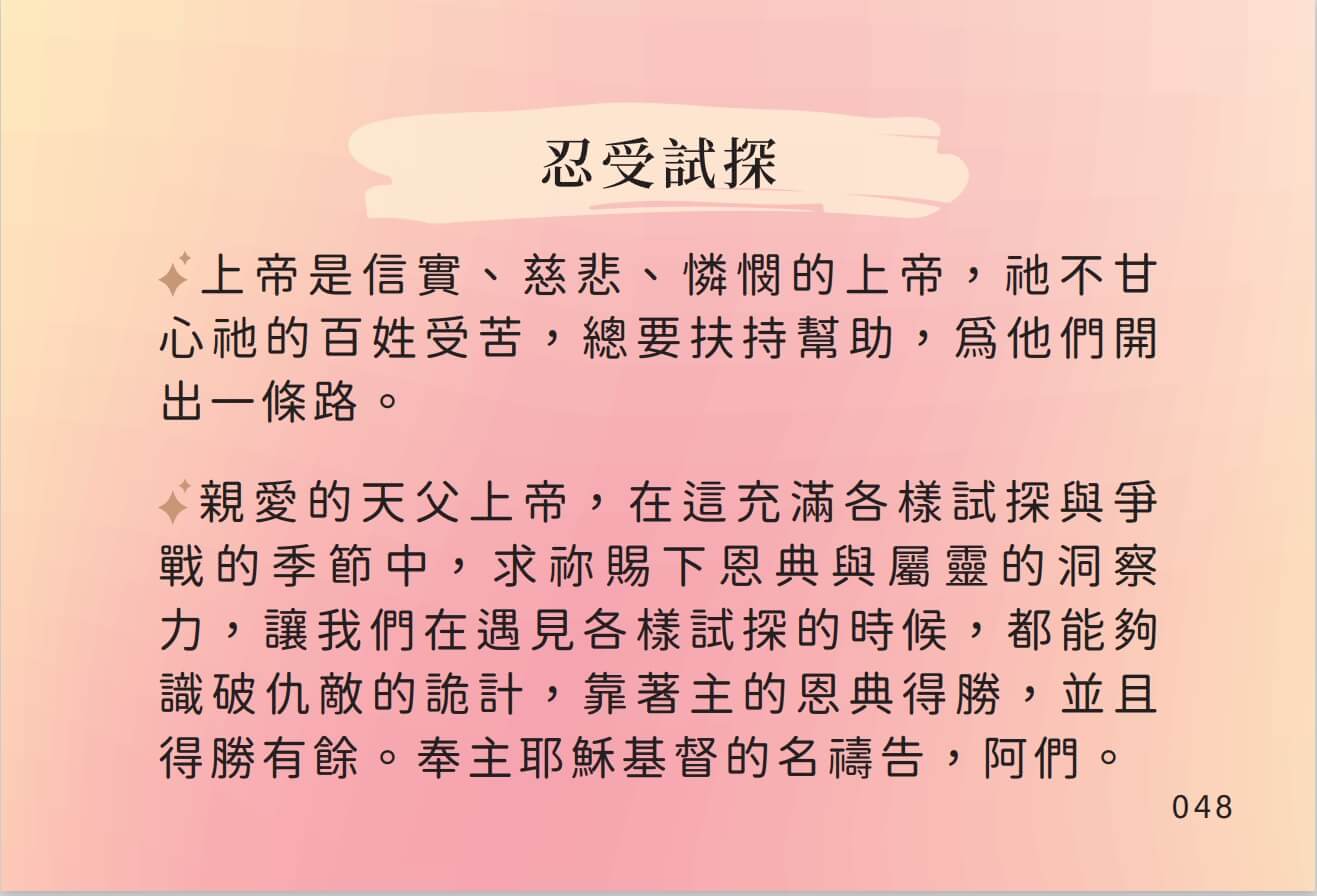 忍受試探
上帝是信實、慈悲、憐憫的上帝，祂不甘
心祂的百姓受苦，總要扶持幫助，爲他們開
出一條路。
親愛的天父上帝，在這充滿各樣試探與爭
戰的季節中，求祢賜下恩典與屬靈的洞察
力，讓我們在遇見各樣試探的時候，都能夠
識破仇敵的詭計，靠著主的恩典得勝，並且
得勝有餘。奉主耶穌基督的名禱告，阿們。
048